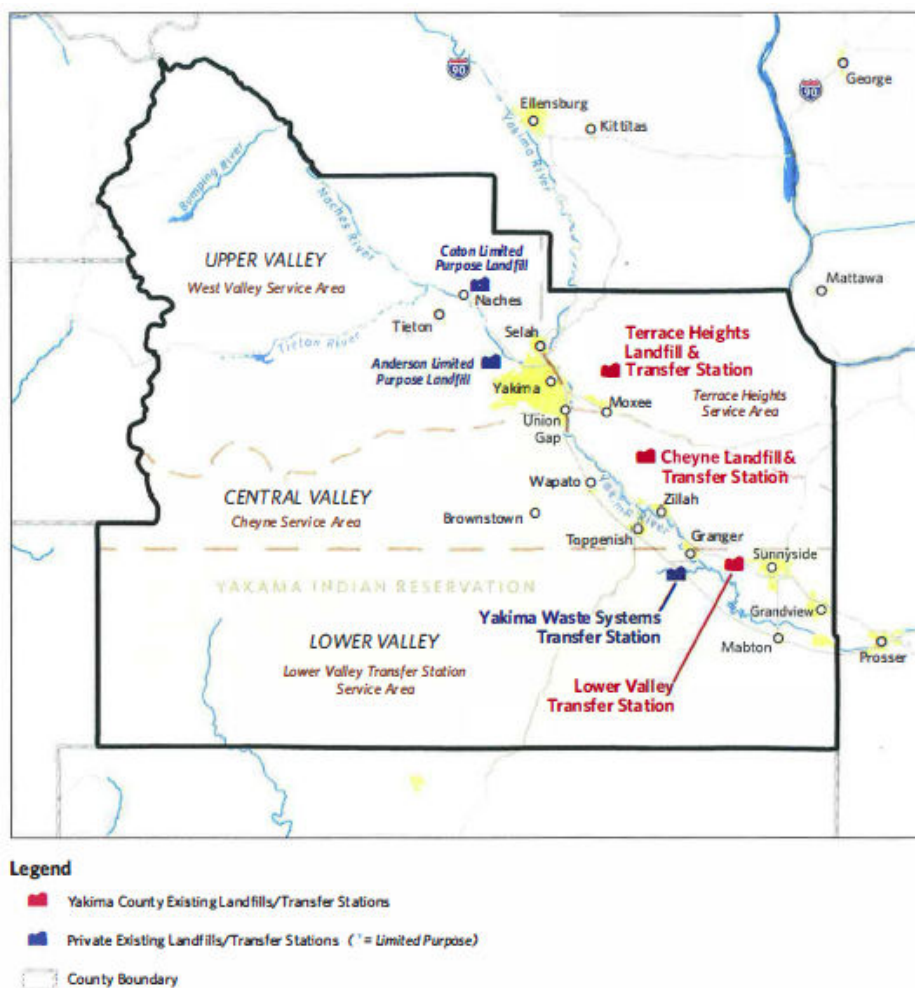 90
George
90
Ellensburg
Kittitas
Yakima River
Bumping River
Naches River
UPPER VALLEY
West Valley Service Area
Caton Limited
Purpose Landfill
Naches
Mattawa
Tieton
Tieton River
Selah
Terrace Heights
Landfill &
Transfer Station
Anderson Limited
Purpose Landfill
Yakima
Moxee
Terrace Heights
Service Area
Union
Gap
Cheyne Landfill &
Transfer Station
Wapato
Yakima River
CENTRAL VALLEY
Cheyne Service Area
Zillah
Brownstown
Toppenish
Granger
Sunnyside
YAKAMA INDIAN RESERVATION
Yakima Waste Systems
Transfer Station
Grandview
LOWER VALLEY
Lower Valley Transfer Station
Service Area
Mabton
Prosser
Lower Valley
Transfer Station
Legend
Yakima County Existing Landfills/Transfer Stations
Private Existing Landfills/Transfer Stations (* = Limited Purpose)
County Boundary